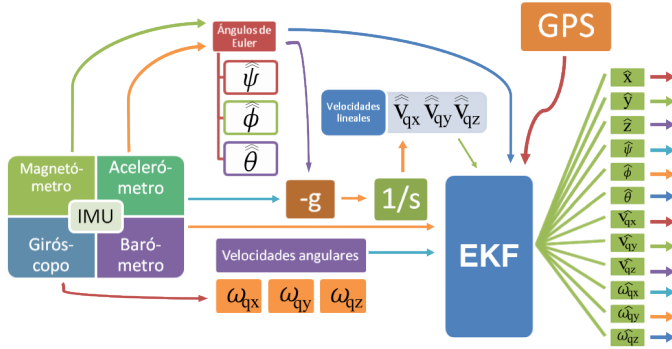 Ángulos de
Euler
GPS
ψ̂̂
ϕ̂̂
θ̂̂
Velocidades
lineales
v̂̂qx v̂̂qy v̂̂qz
Magnetó-
metro
Aceleró-
metro
IMU
Girós-
copo
Baró-
metro
-g
1/s
EKF
Velocidades angulares
ωqx
ωqy
ωqz
x̂
ŷ
ẑ
ψ̂
ϕ̂
θ̂
v̂qx
v̂qy
v̂qz
ω̂qx
ω̂qy
ω̂qz